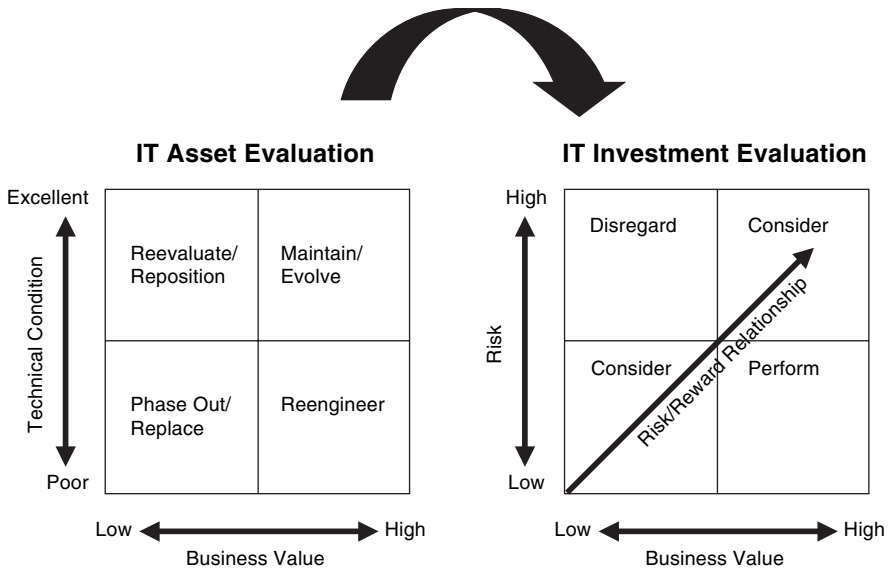 IT Asset Evaluation
Excellent
Technical Condition
Poor
Reevaluate/
Reposition
Maintain/
Evolve
Phase Out/
Replace
Reengineer
Low
High
Business Value
IT Investment Evaluation
High
Risk
Low
Disregard
Consider
Consider
Perform
Risk/Reward Relationship
Low
High
Business Value